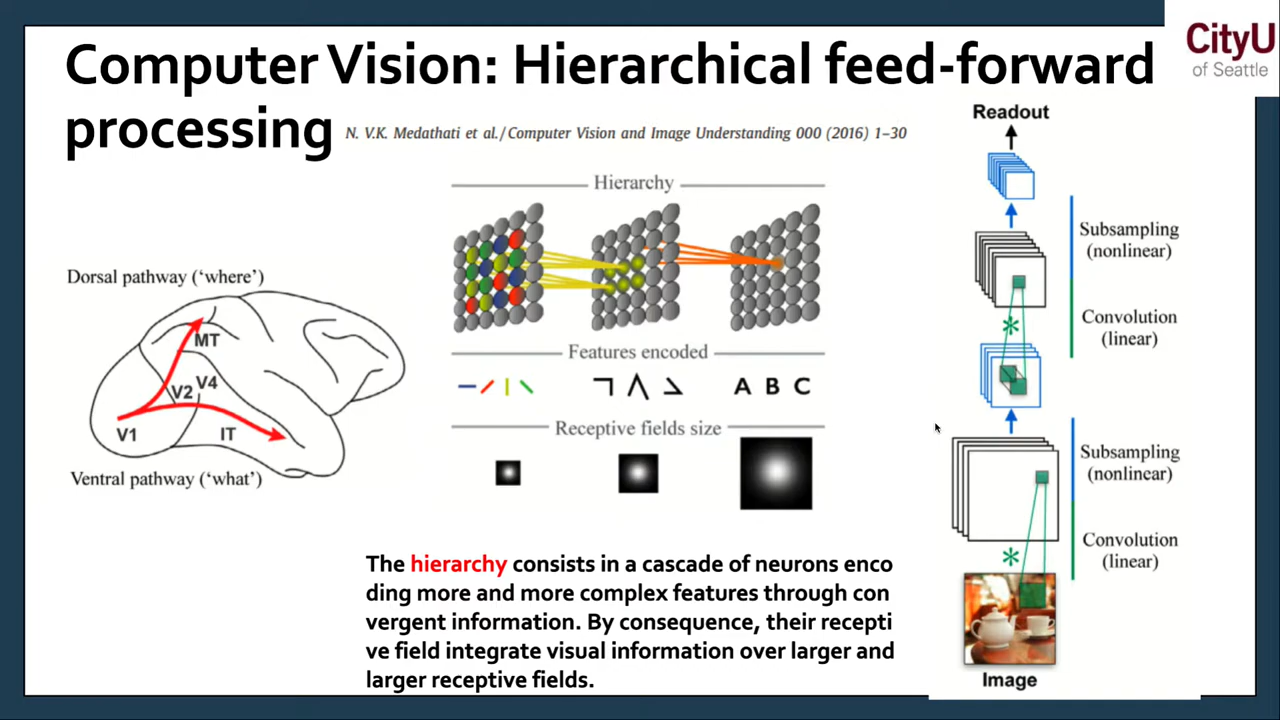 Computer Vision: Hierarchical feed-forward
processing
N. V.K. Medathati et al./Computer Vision and Image Understanding 000 (2016) 1–30
CityU
of Seattle
Dorsal pathway (‘where’)
MT
V2
V4
V1
IT
Ventral pathway (‘what’)
Hierarchy
Features encoded
A B C
Receptive fields size
The hierarchy consists in a cascade of neurons enco
ding more and more complex features through con
vergent information. By consequence, their recepti
ve field integrate visual information over larger and
larger receptive fields.
Readout
Subsampling
(nonlinear)
Convolution
(linear)
*
Subsampling
(nonlinear)
Convolution
(linear)
*
Image